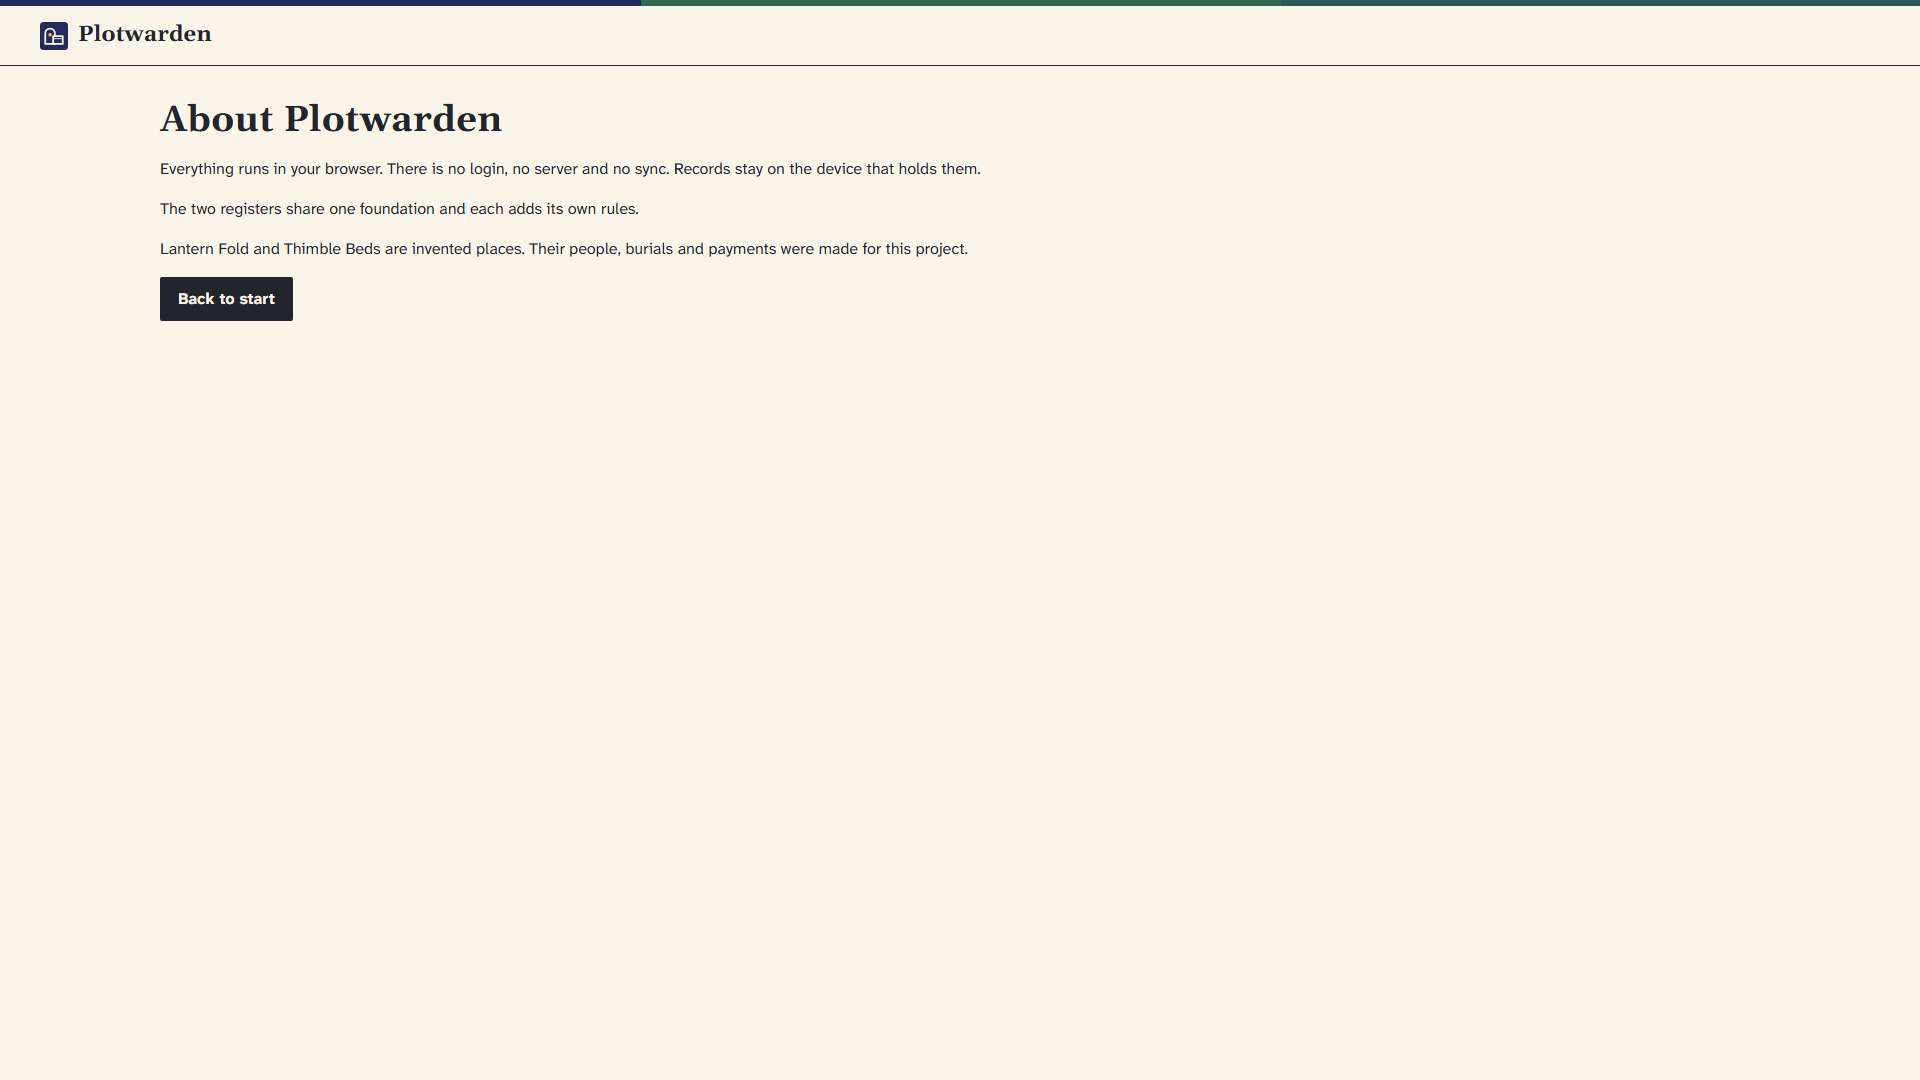 Plotwarden
About Plotwarden
Everything runs in your browser. There is no login, no server and no sync. Records stay on the device that holds them.
The two registers share one foundation and each adds its own rules.
Lantern Fold and Thimble Beds are invented places. Their people, burials and payments were made for this project.
Back to start